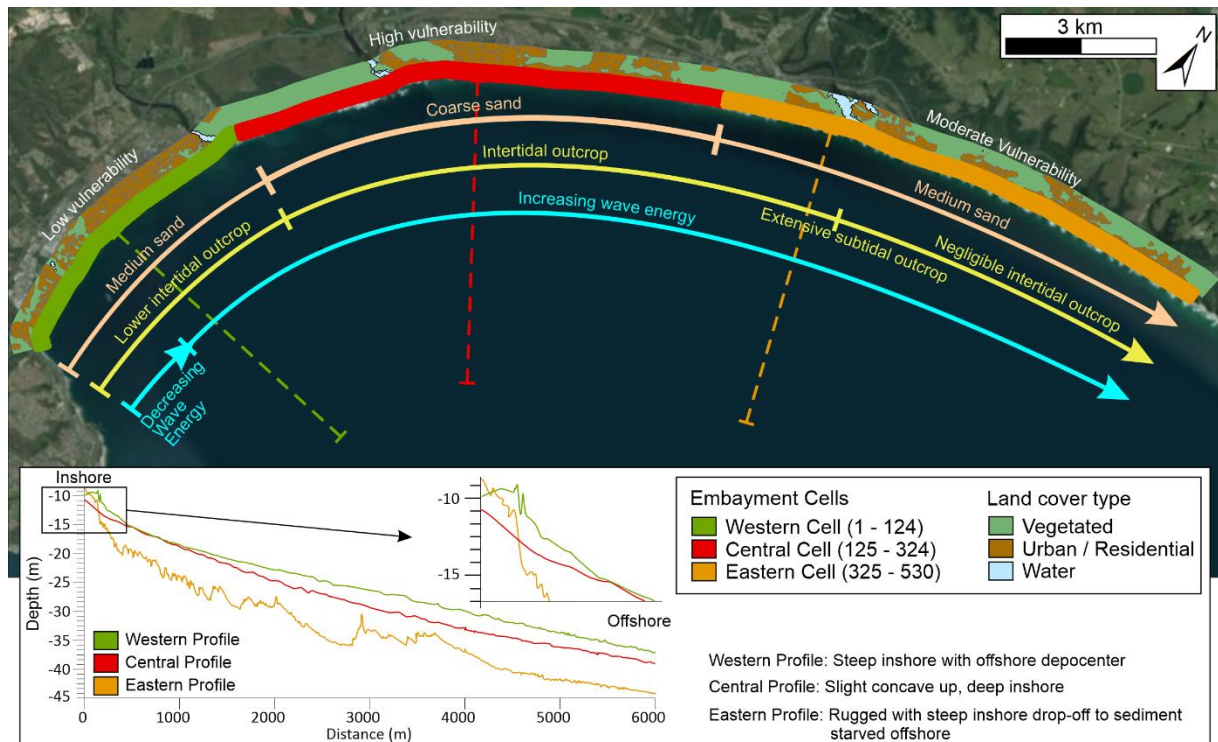 High vulnerability
3 km
N
Low vulnerability
Coarse sand
Moderate Vulnerability
Medium sand
Intertidal outcrop
Medium sand
Lower intertidal outcrop
Increasing wave energy
Extensive subtidal outcrop
Negligible intertidal outcrop
Decreasing
Wave
Energy
Inshore
-10
-15
-20
-25
-30
-35
-40
-45
Depth (m)
0
1000
2000
3000
4000
5000
6000
Distance (m)
Western Profile
Central Profile
Eastern Profile
-10
-15
Offshore
Embayment Cells
Western Cell (1 - 124)
Central Cell (125 - 324)
Eastern Cell (325 - 530)
Land cover type
Vegetated
Urban / Residential
Water
Western Profile: Steep inshore with offshore depocenter
Central Profile: Slight concave up, deep inshore
Eastern Profile: Rugged with steep inshore drop-off to sediment
starved offshore